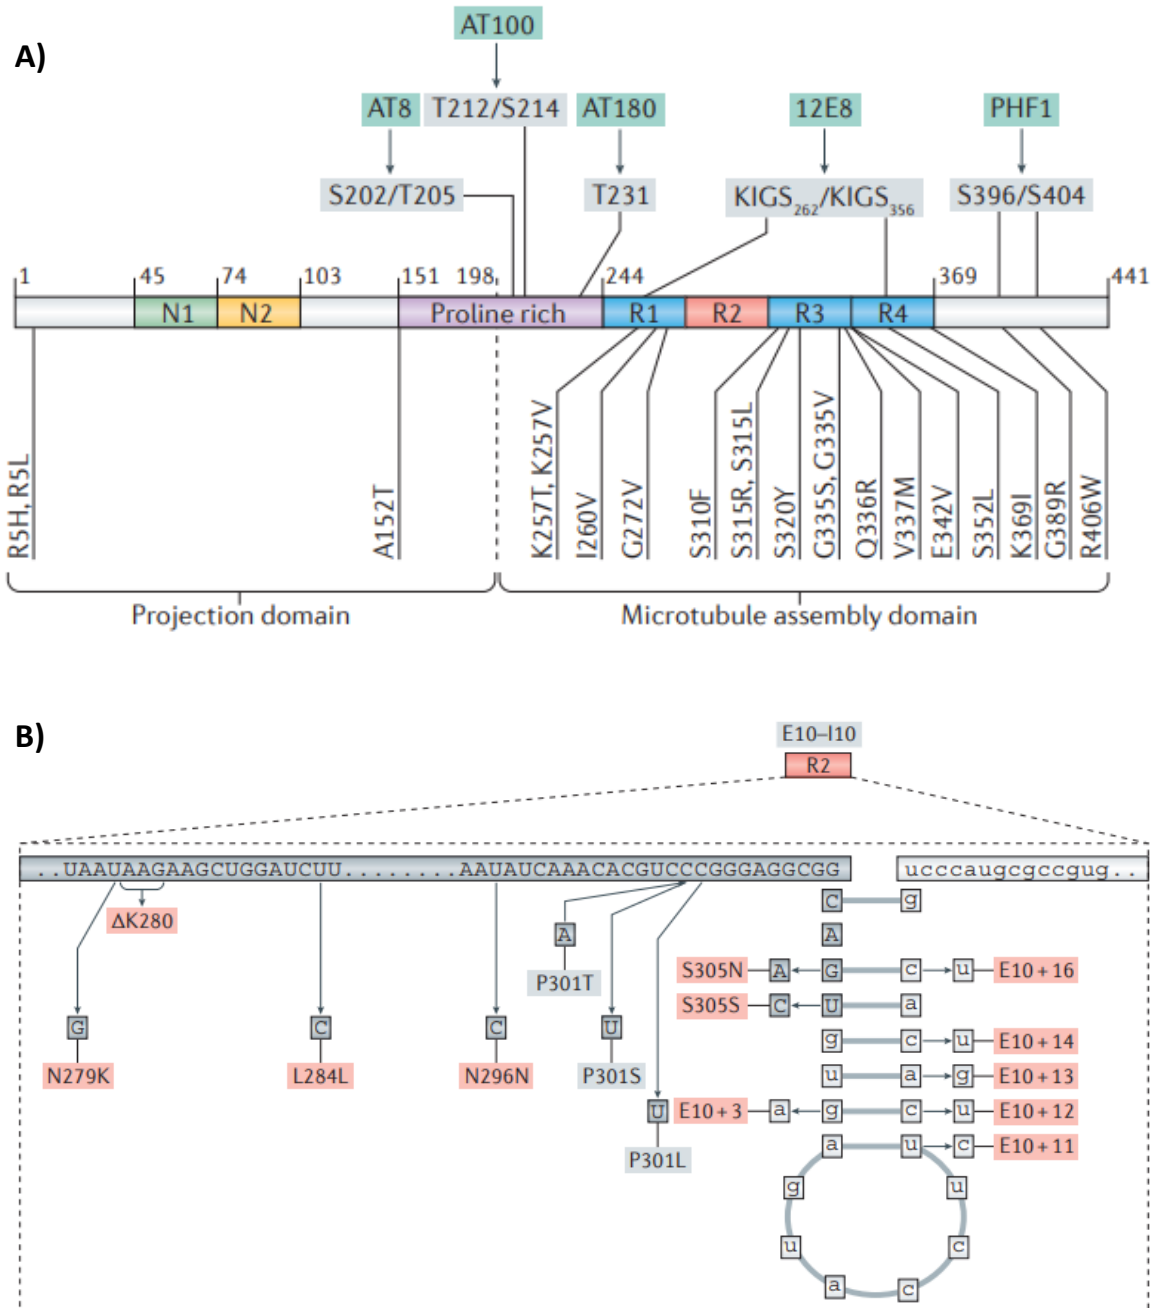 A)
AT100
AT8 T212/S214 AT180 12E8 PHF1
S202/T205 T231 KIGS262/KIGS356 S396/S404
1 45 74 103 151 198 244 369 441
N1 N2 Proline rich R1 R2 R3 R4
R5H, R5L
A152T
K257T, K257V
I260V
G272V
S310F
S315R, S315L
S320Y
G335S, G335V
Q336R
V337M
E342V
S352L
K369I
G389R
R406W
Projection domain Microtubule assembly domain
B)
E10–I10
R2
..UAAUAAGAAGCUGGAUCUU.........AAUAUCAAACACGUCCCGGGAGGCGG ucccaugcgccgug..
C g
ΔK280
A A
S305N A G c u E10 + 16
P301T
S305S C U a
G C C U g c u E10 + 14
N279K L284L N296N P301S u a g E10 + 13
U E10 + 3 a g c u E10 + 12
P301L a u c E10 + 11
g u
u c
a c